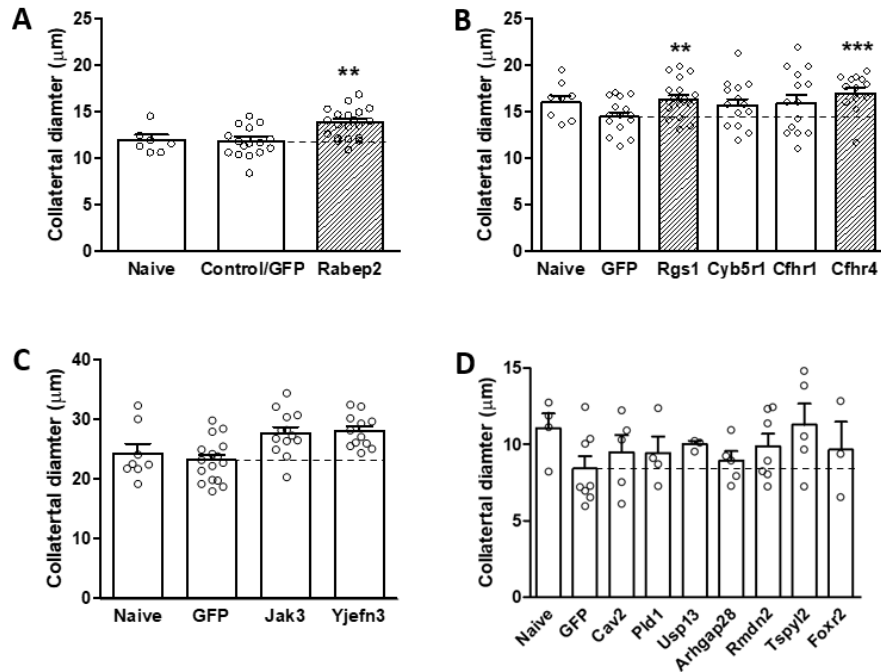 A
Collatertal diamter (μm)
25
20
15
10
5
0
**
Naive Control/GFP Rabep2
B
Collatertal diamter (μm)
25
20
15
10
5
0
**
***
Naive GFP Rgs1 Cyb5r1 Cfhr1 Cfhr4
C
Collatertal diamter (μm)
40
30
20
10
0
Naive GFP Jak3 Yjefn3
D
Collatertal diamter (μm)
15
10
5
0
Naive GFP Cav2 Pld1 Usp13 Arhgap28 Rmdn2 Tspyl2 Foxr2